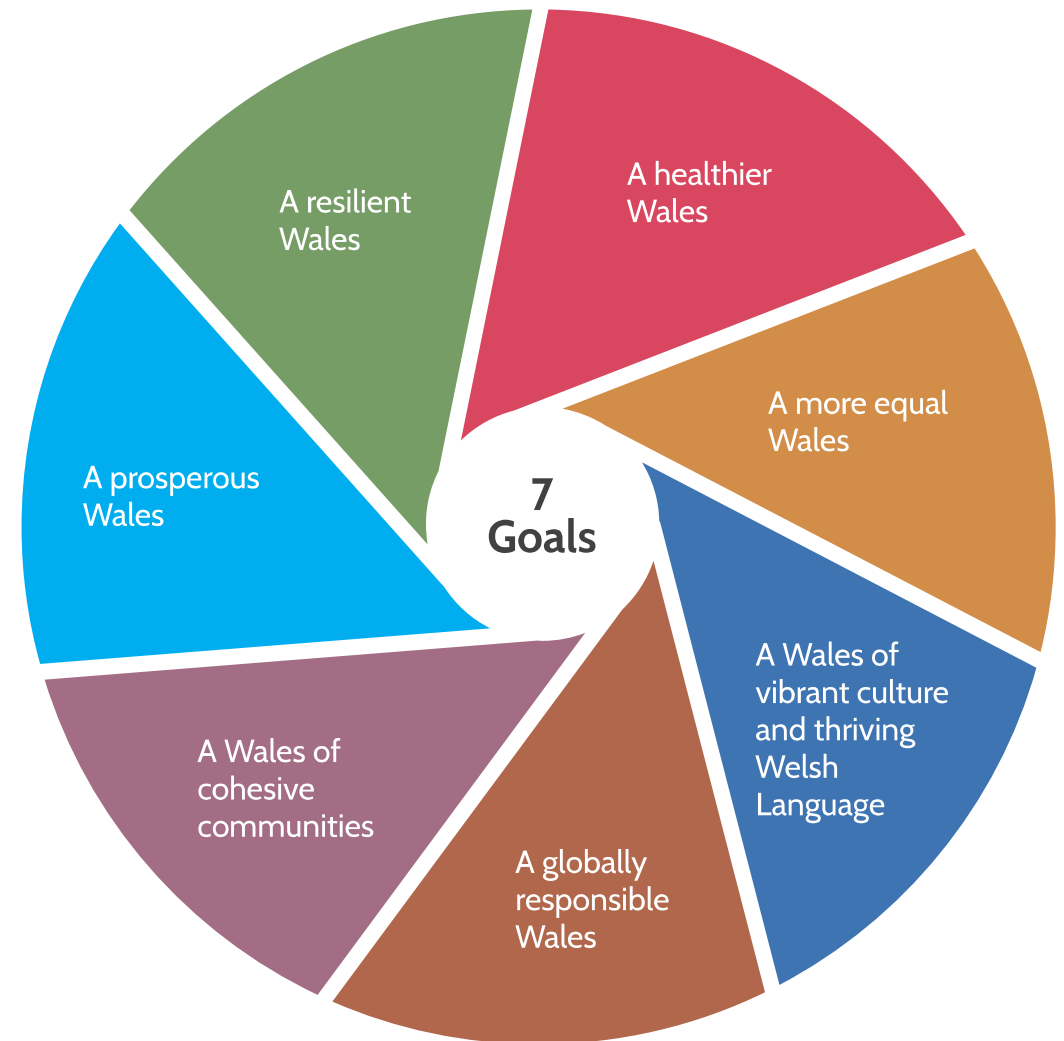 A healthier
Wales
A resilient
Wales
A more equal
Wales
A prosperous
Wales
7
Goals
A Wales of
vibrant culture
and thriving
Welsh
Language
A Wales of
cohesive
communities
A globally
responsible
Wales